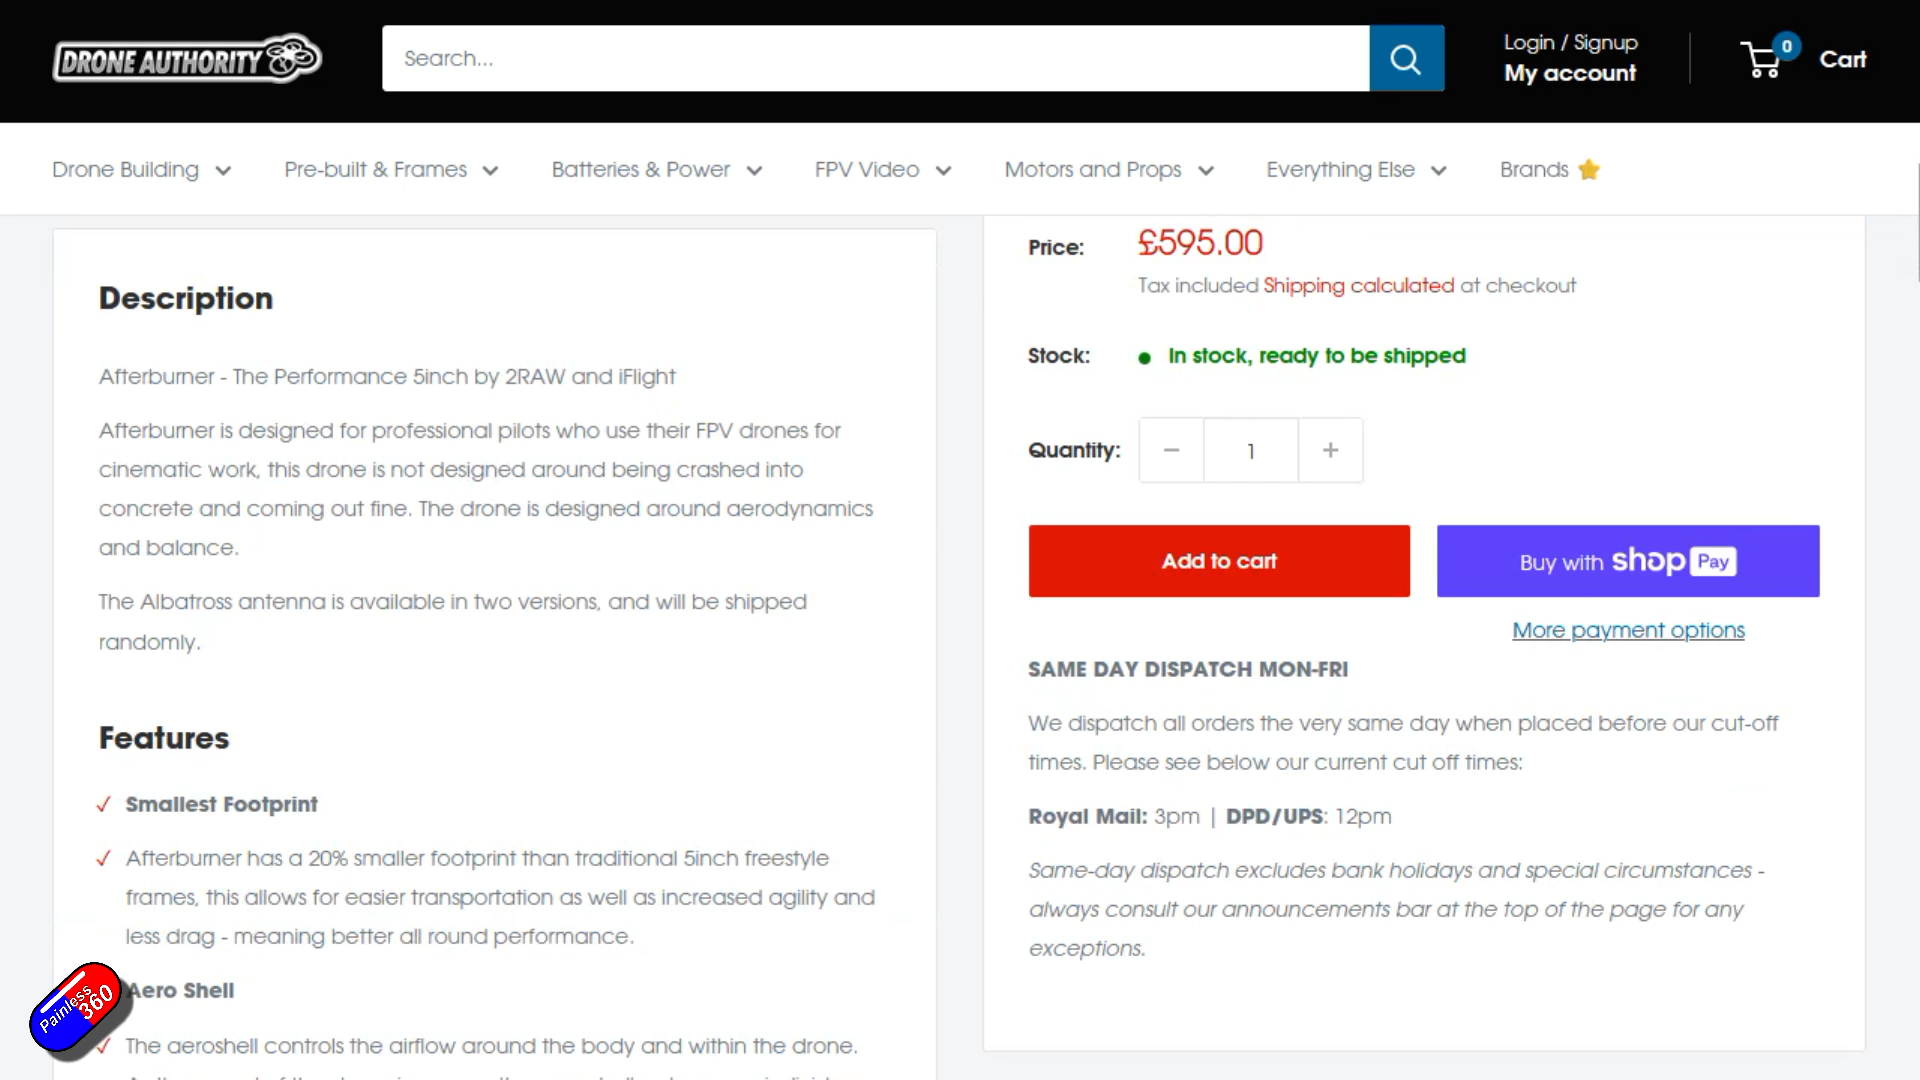 DRONE AUTHORITY
Search...
Login / Signup
My account
0
Cart
Drone Building
Pre-built & Frames
Batteries & Power
FPV Video
Motors and Props
Everything Else
Brands
Description
Afterburner - The Performance 5inch by 2RAW and iFlight
Afterburner is designed for professional pilots who use their FPV drones for
cinematic work, this drone is not designed around being crashed into
concrete and coming out fine. The drone is designed around aerodynamics
and balance.
The Albatross antenna is available in two versions, and will be shipped
randomly.
Features
Smallest Footprint
Afterburner has a 20% smaller footprint than traditional 5inch freestyle
frames, this allows for easier transportation as well as increased agility and
less drag - meaning better all round performance.
Aero Shell
The aeroshell controls the airflow around the body and within the drone.
Price: £595.00
Tax included Shipping calculated at checkout
Stock: In stock, ready to be shipped
Quantity: − 1 +
Add to cart
Buy with shop Pay
More payment options
SAME DAY DISPATCH MON-FRI
We dispatch all orders the very same day when placed before our cut-off
times. Please see below our current cut off times:
Royal Mail: 3pm | DPD/UPS: 12pm
Same-day dispatch excludes bank holidays and special circumstances -
always consult our announcements bar at the top of the page for any
exceptions.
Painless
360